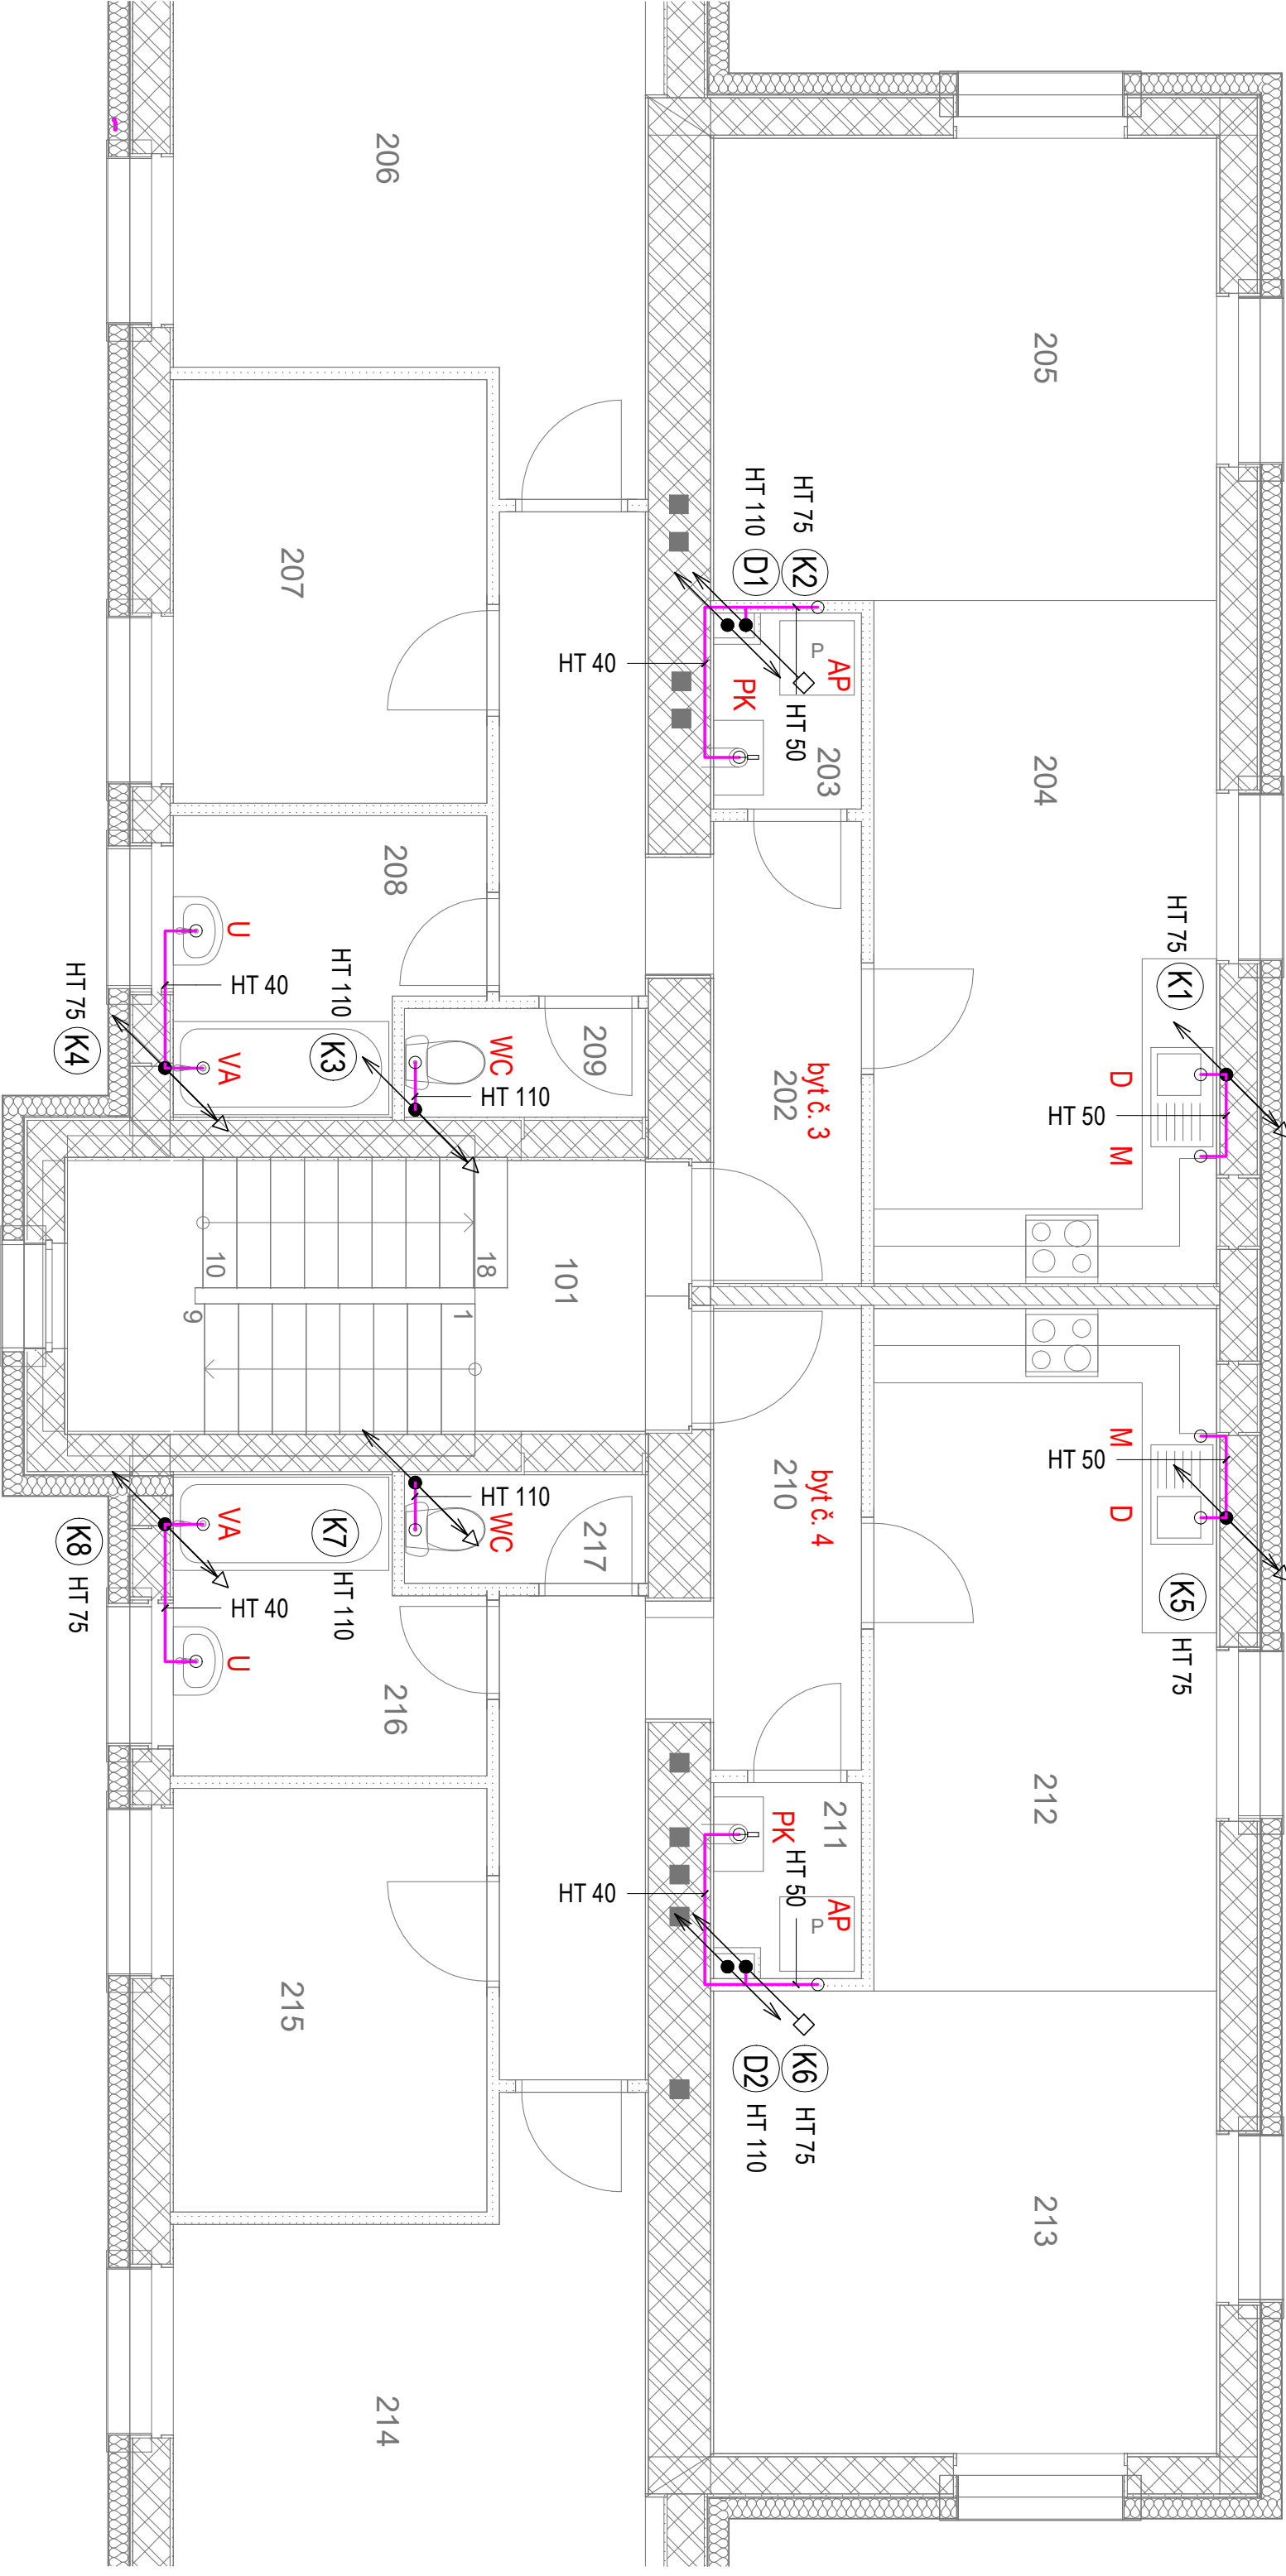 HT 75 K1
K5 HT 75
D
M
M
D
HT 50
HT 50
205
204
212
213
AP
203
211
AP
P
byt č. 3
byt č. 4
P
HT 75 K2
HT 50
202
210
PK
HT 50
K6 HT 75
HT 110 D1
PK
D2 HT 110
HT 40
HT 40
209
101
217
WC
WC
HT 110
HT 110
18
1
206
208
216
214
HT 110
K3
K7
HT 110
207
215
HT 40
HT 40
U
VA
VA
U
10
9
HT 75 K4
K8 HT 75